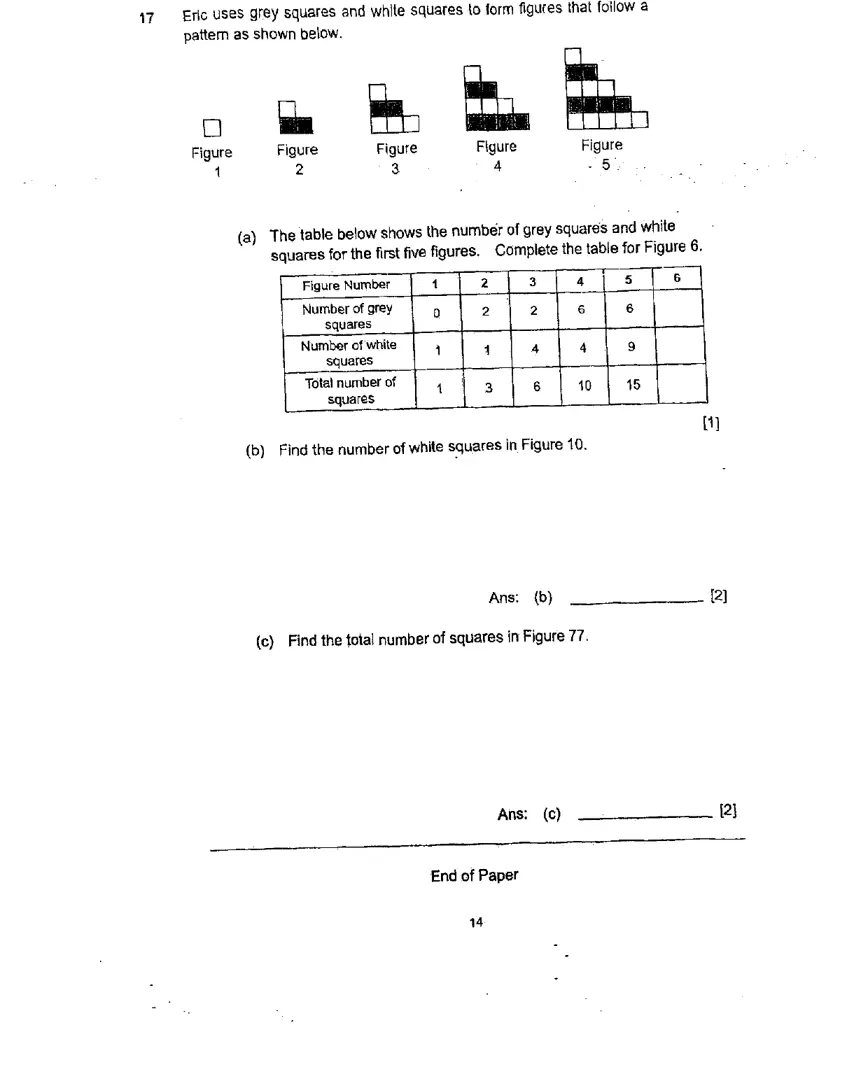 17 Eric uses grey squares and white squares to form figures that follow a
pattern as shown below.
Figure 1
Figure 2
Figure 3
Figure 4
Figure 5
(a) The table below shows the number of grey squares and white
squares for the first five figures. Complete the table for Figure 6.
Figure Number 1 2 3 4 5 6
Number of grey squares 0 2 2 6 6
Number of white squares 1 1 4 4 9
Total number of squares 1 3 6 10 15
[1]
(b) Find the number of white squares in Figure 10.
Ans: (b) [2]
(c) Find the total number of squares in Figure 77.
Ans: (c) [2]
End of Paper
14